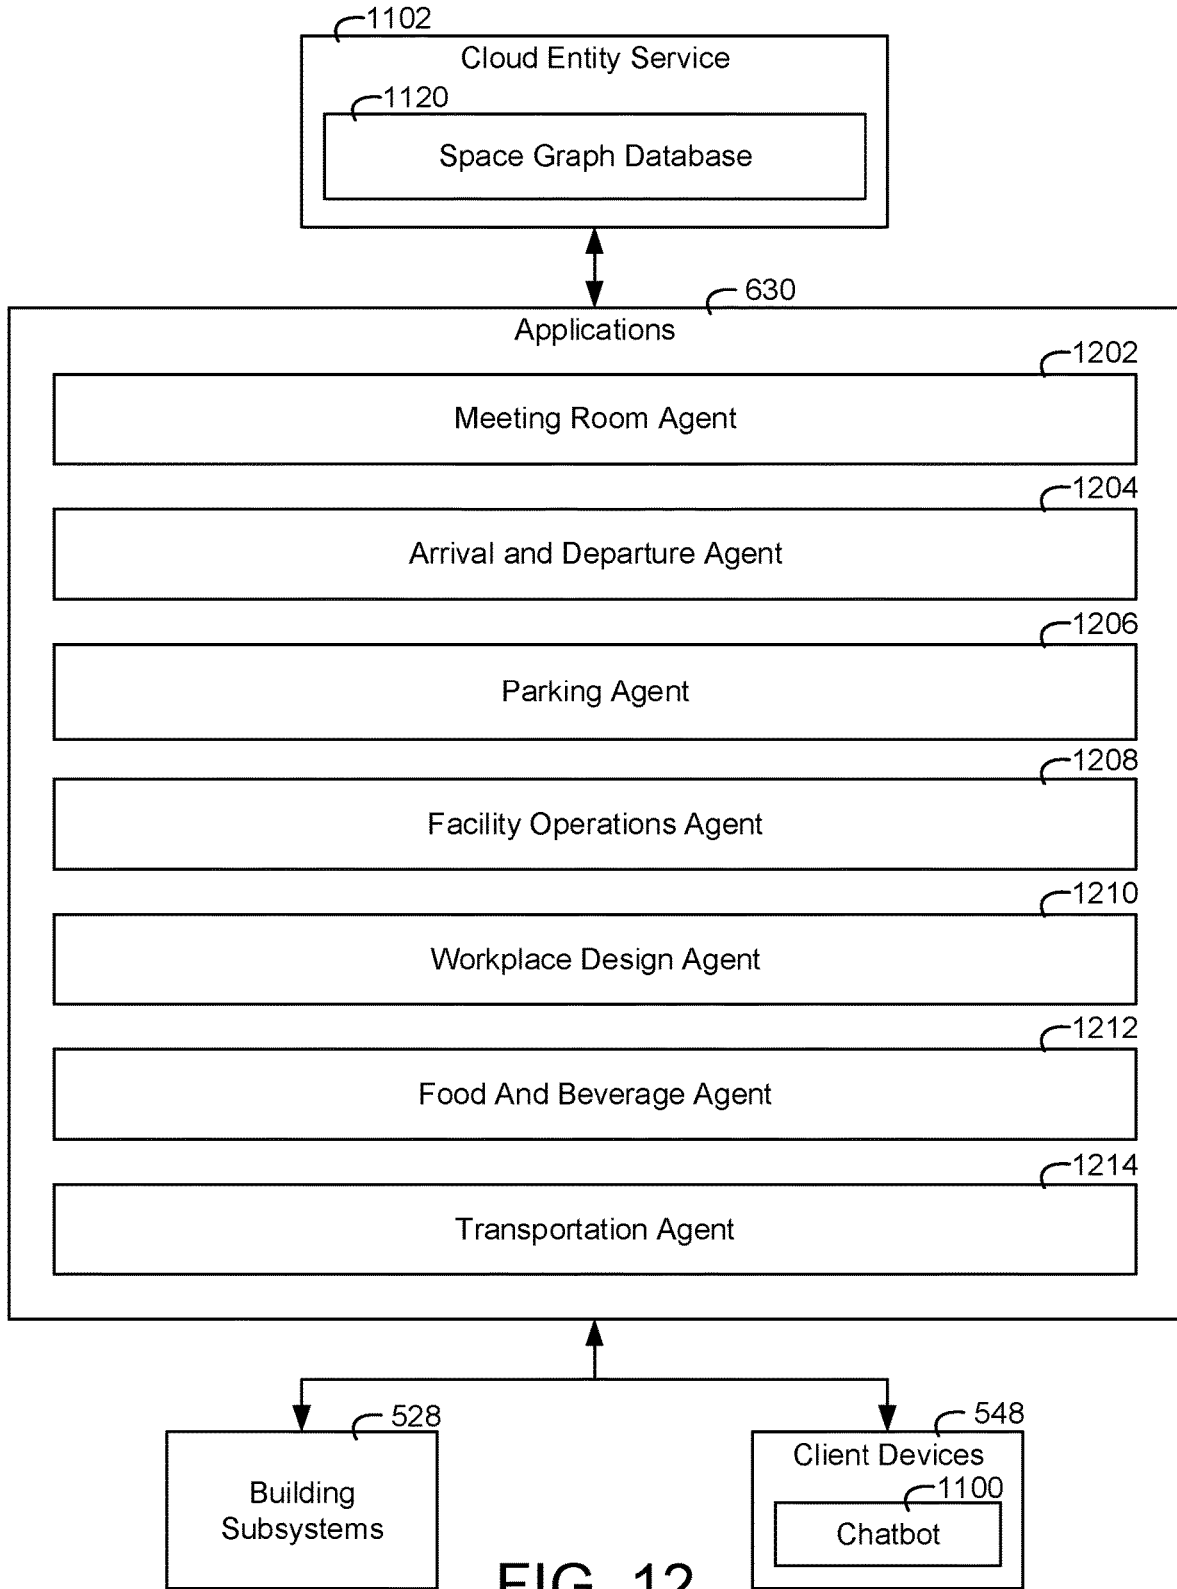 1102
Cloud Entity Service
1120
Space Graph Database
630
Applications
1202
Meeting Room Agent
1204
Arrival and Departure Agent
1206
Parking Agent
1208
Facility Operations Agent
1210
Workplace Design Agent
1212
Food And Beverage Agent
1214
Transportation Agent
528
Building
Subsystems
548
Client Devices
1100
Chatbot
FIG. 12